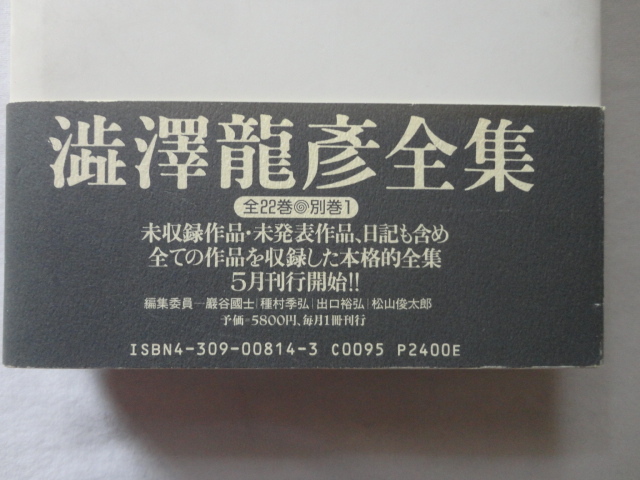 澁澤龍彥全集
全22巻◎別巻1
未収録作品・未発表作品、日記も含め
全ての作品を収録した本格的全集
5月刊行開始!!
編集委員―巖谷國士|種村季弘|出口裕弘|松山俊太郎
予価=5800円、毎月1冊刊行
ISBN4-309-00814-3 C0095 P2400E